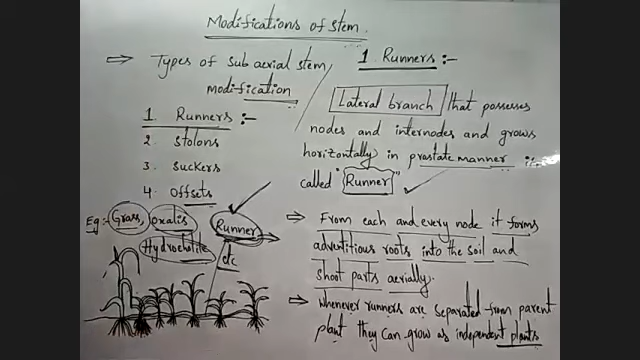 Modifications of stem.
⇒ Types of Sub aerial stem
modification
1. Runners :-
2. Stolons
3. Suckers
4. Offsets
Eg:- Grass, oxalis
Hydrocotile
etc
Runner
1. Runners :-
Lateral branch that possesses
nodes and internodes and grows
horizontally in prostate manner :-
called "Runner"
⇒ From each and every node it forms
adventitious roots into the soil and
shoot parts aerially.
⇒ Whenever runners are separated from parent
plant they can grow as independent plants